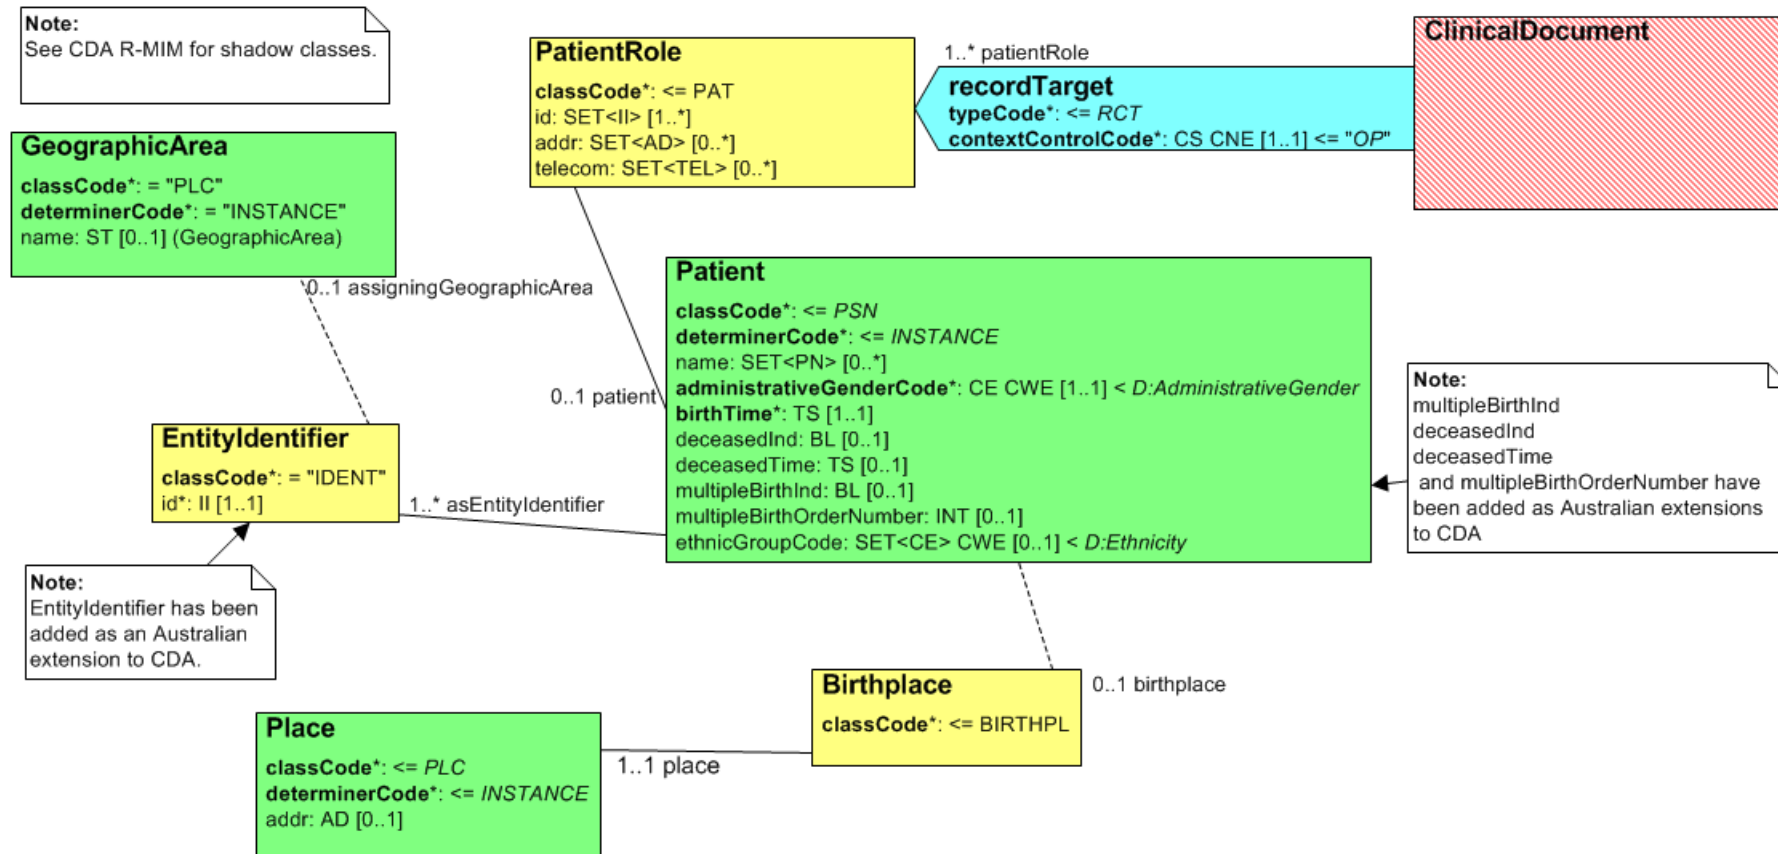 Note:
See CDA R-MIM for shadow classes.
PatientRole
classCode*: <= PAT
id: SET<II> [1..*]
addr: SET<AD> [0..*]
telecom: SET<TEL> [0..*]
1..* patientRole
recordTarget
typeCode*: <= RCT
contextControlCode*: CS CNE [1..1] <= "OP"
ClinicalDocument
GeographicArea
classCode*: = "PLC"
determinerCode*: = "INSTANCE"
name: ST [0..1] (GeographicArea)
0..1 assigningGeographicArea
0..1 patient
Patient
classCode*: <= PSN
determinerCode*: <= INSTANCE
name: SET<PN> [0..*]
administrativeGenderCode*: CE CWE [1..1] < D:AdministrativeGender
birthTime*: TS [1..1]
deceasedInd: BL [0..1]
deceasedTime: TS [0..1]
multipleBirthInd: BL [0..1]
multipleBirthOrderNumber: INT [0..1]
ethnicGroupCode: SET<CE> CWE [0..1] < D:Ethnicity
Note:
multipleBirthInd
deceasedInd
deceasedTime
and multipleBirthOrderNumber have
been added as Australian extensions
to CDA
EntityIdentifier
classCode*: = "IDENT"
id*: II [1..1]
1..* asEntityIdentifier
Note:
EntityIdentifier has been
added as an Australian
extension to CDA.
Birthplace
classCode*: <= BIRTHPL
0..1 birthplace
Place
classCode*: <= PLC
determinerCode*: <= INSTANCE
addr: AD [0..1]
1..1 place